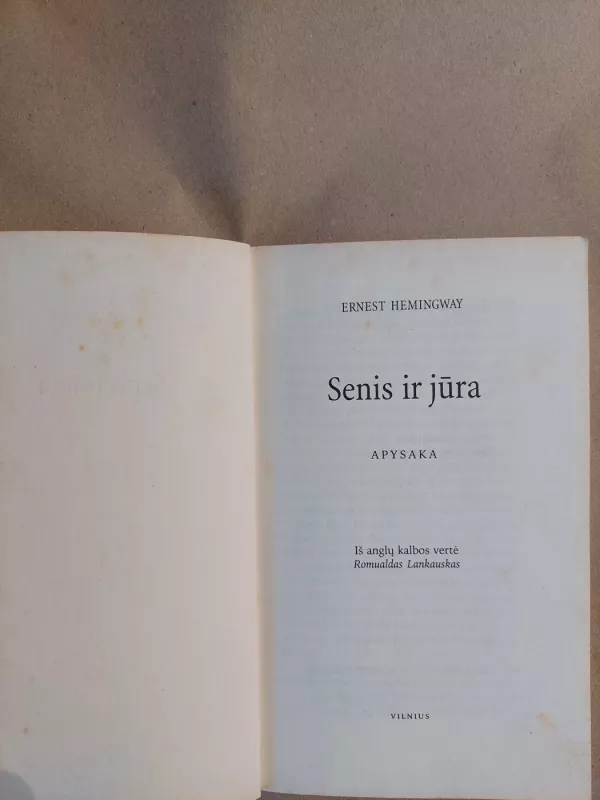 ERNEST HEMINGWAY
Senis ir jūra
APYSAKA
Iš anglų kalbos vertė
Romualdas Lankauskas
VILNIUS